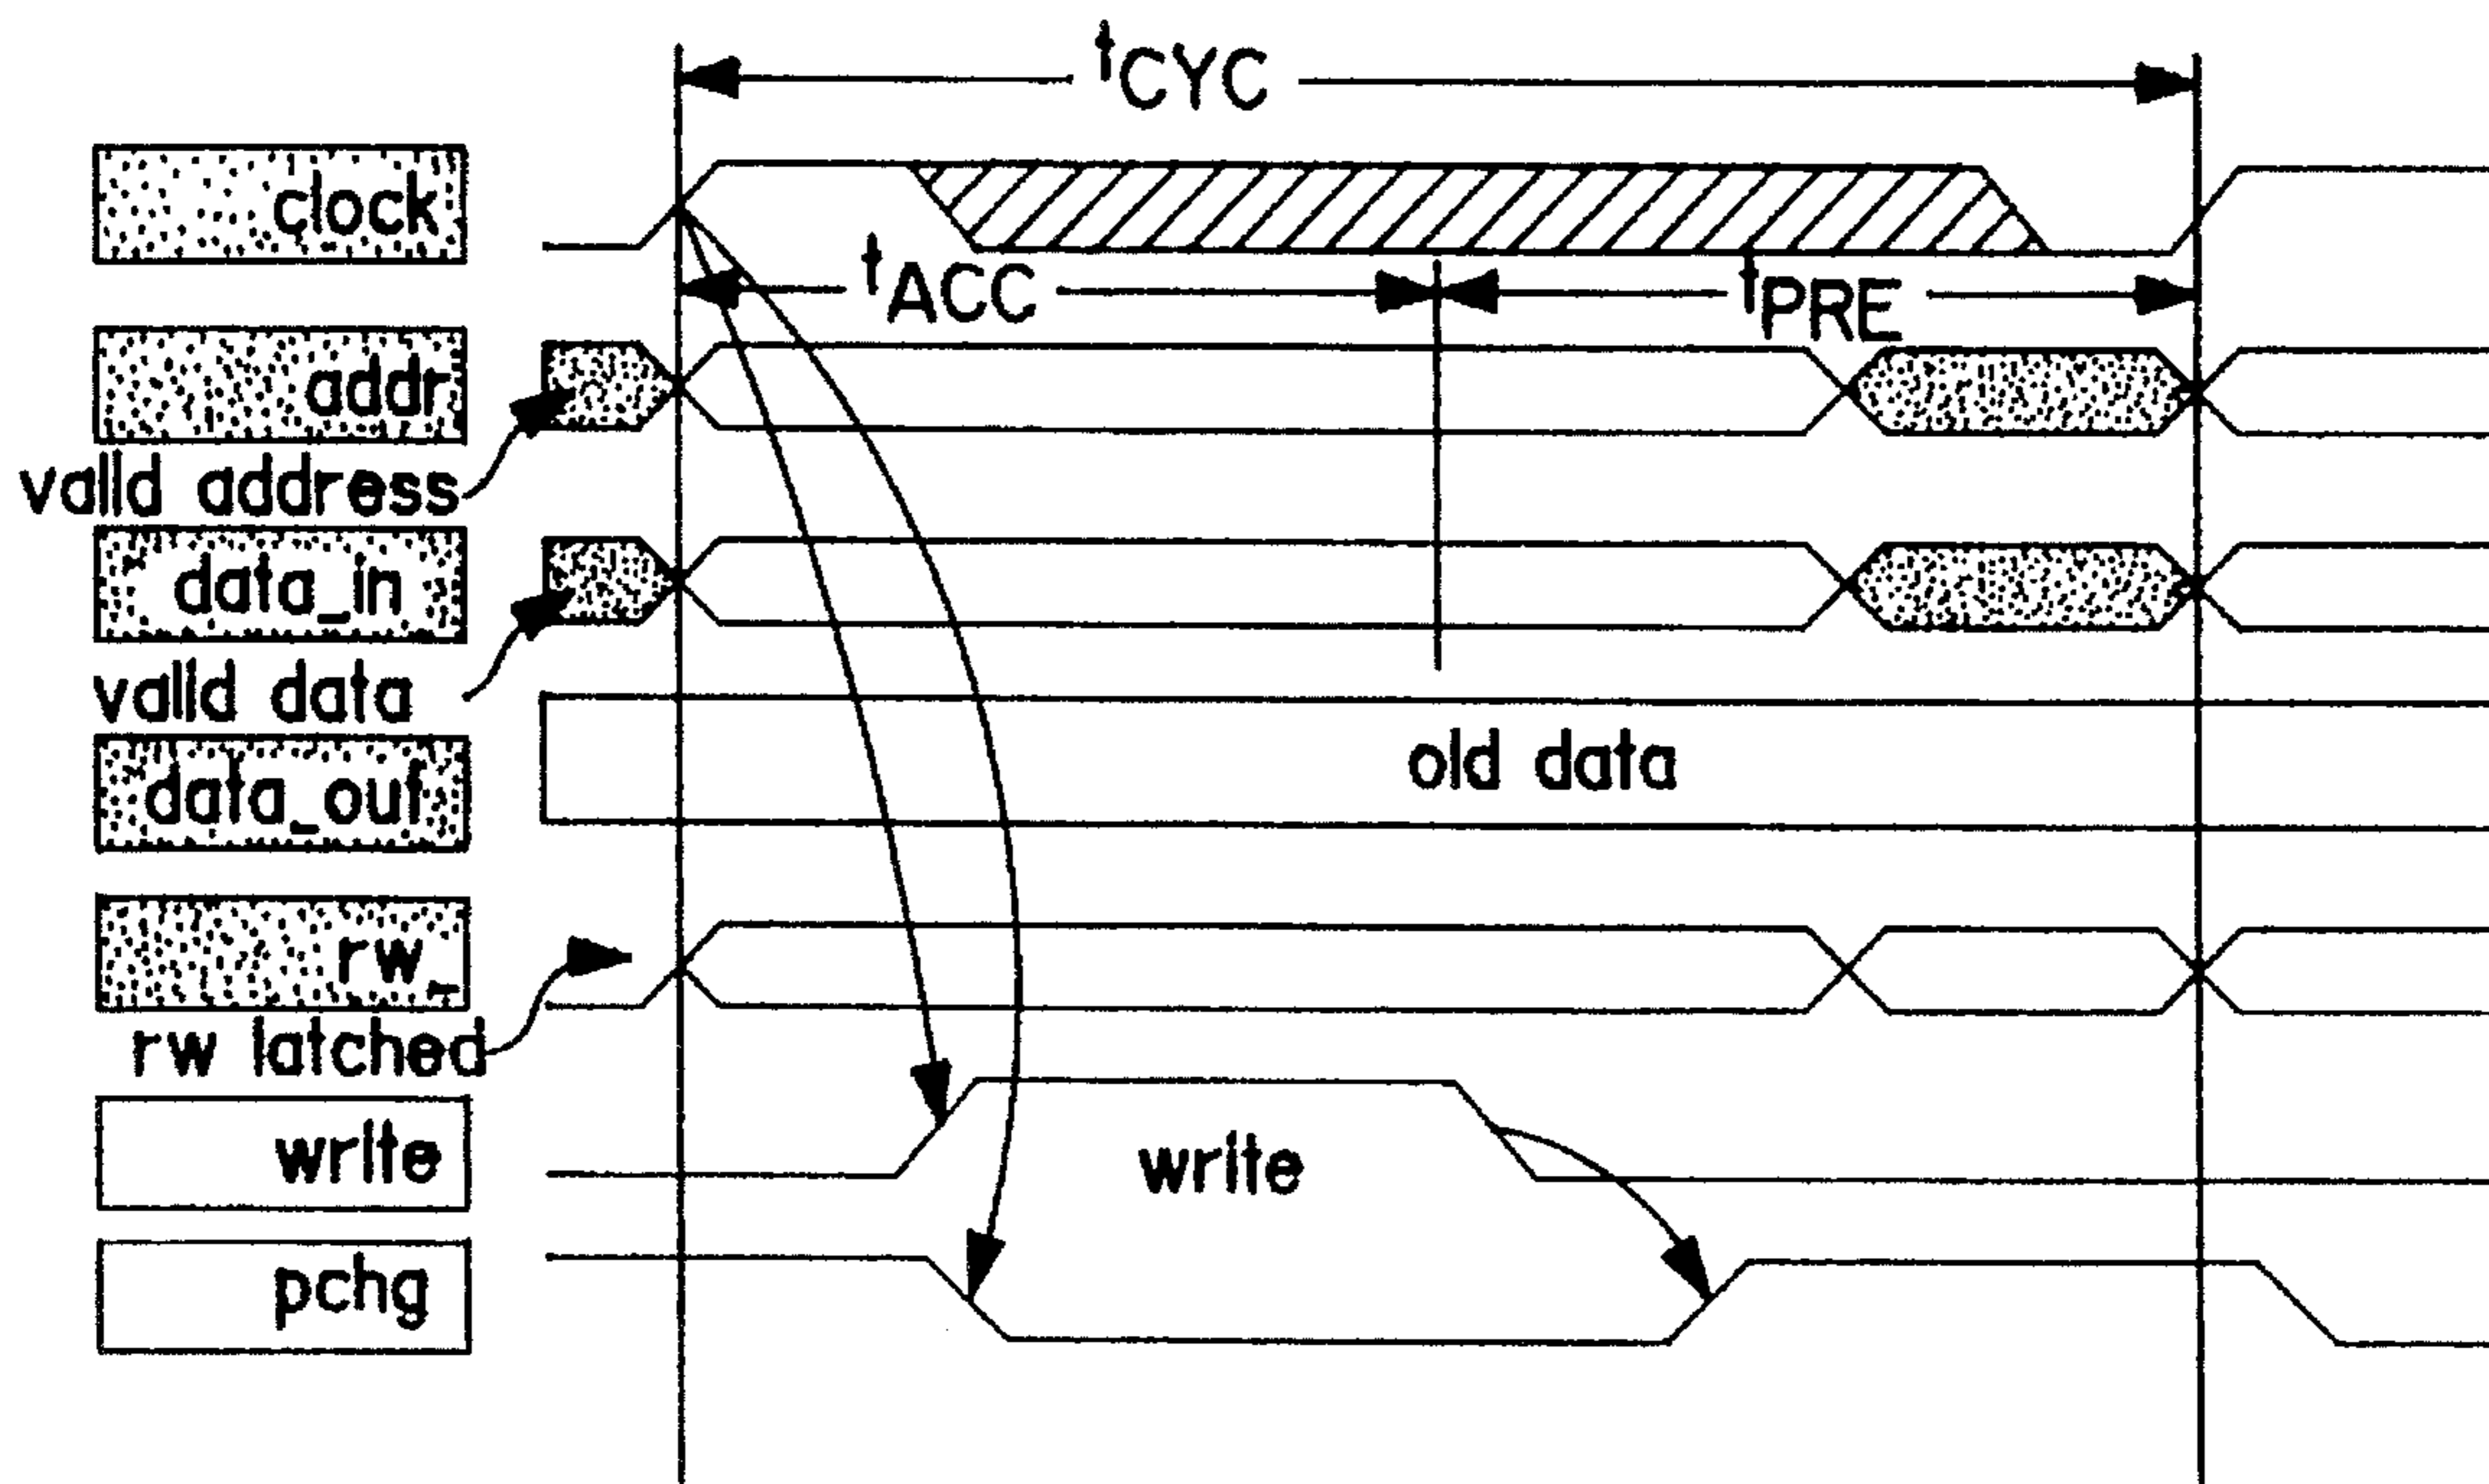 tCYC
clock
tACC
tPRE
addr
valid address
data_in
valid data
old data
data_out
rw_
rw latched
write
write
pchg